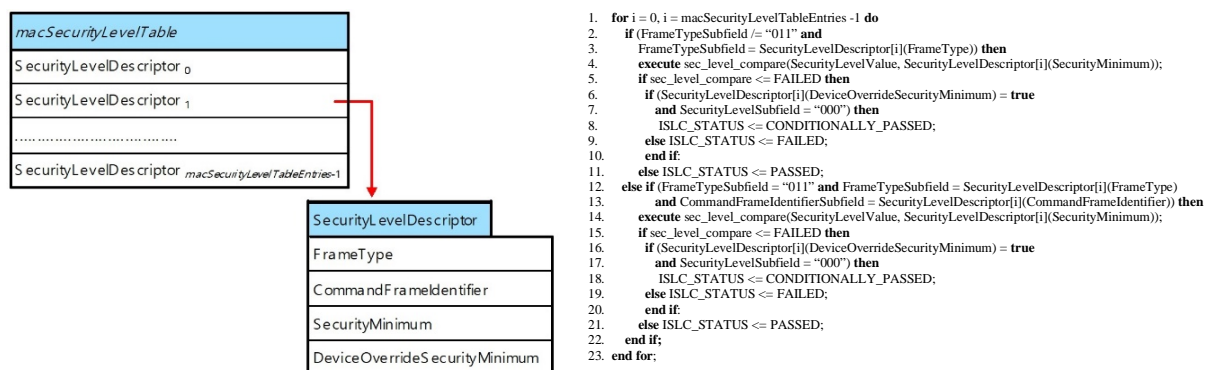 macSecurityLevelTable
SecurityLevelDescriptor 0
SecurityLevelDescriptor 1
.....................................
SecurityLevelDescriptor macSecurityLevelTableEntries-1
SecurityLevelDescriptor
FrameType
CommandFrameIdentifier
SecurityMinimum
DeviceOverrideSecurityMinimum
1. for i = 0, i = macSecurityLevelTableEntries -1 do
2. if (FrameTypeSubfield /= “011” and
3. FrameTypeSubfield = SecurityLevelDescriptor[i](FrameType)) then
4. execute sec_level_compare(SecurityLevelValue, SecurityLevelDescriptor[i](SecurityMinimum));
5. if sec_level_compare <= FAILED then
6. if (SecurityLevelDescriptor[i](DeviceOverrideSecurityMinimum) = true
7. and SecurityLevelSubfield = “000”) then
8. ISLC_STATUS <= CONDITIONALLY_PASSED;
9. else ISLC_STATUS <= FAILED;
10. end if:
11. else ISLC_STATUS <= PASSED;
12. else if (FrameTypeSubfield = “011” and FrameTypeSubfield = SecurityLevelDescriptor[i](FrameType)
13. and CommandFrameIdentifierSubfield = SecurityLevelDescriptor[i](CommandFrameIdentifier)) then
14. execute sec_level_compare(SecurityLevelValue, SecurityLevelDescriptor[i](SecurityMinimum));
15. if sec_level_compare <= FAILED then
16. if (SecurityLevelDescriptor[i](DeviceOverrideSecurityMinimum) = true
17. and SecurityLevelSubfield = “000”) then
18. ISLC_STATUS <= CONDITIONALLY_PASSED;
19. else ISLC_STATUS <= FAILED;
20. end if:
21. else ISLC_STATUS <= PASSED;
22. end if;
23. end for;